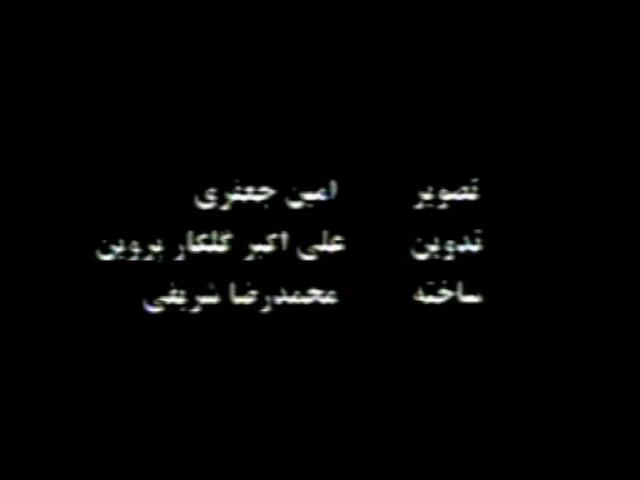 تصویر امین جعفری
تدوین علی اکبر گلکار پروین
ساخته محمدرضا شریفی